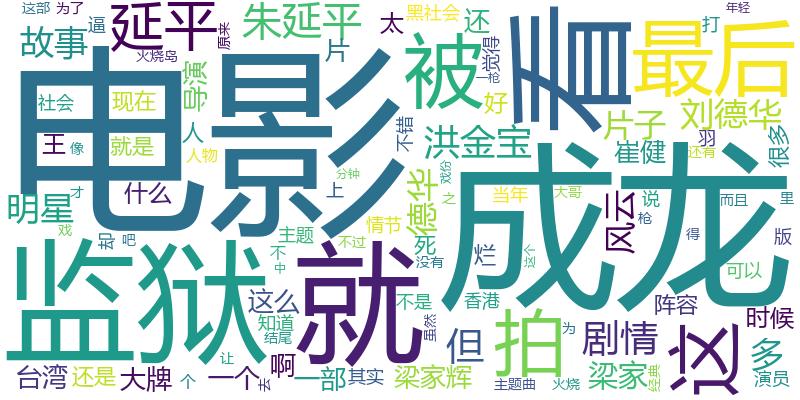 这部
为了
逼
延平
朱延平
太
黑社会
还
打
年轻
故事
火烧岛
原来
片
觉得
看
最后
电影
导演
被
一枪
社会
现在
好
片子
刘德华
王
像
就是
人
人物
不错
洪金宝
崔健
羽
还有
很多
才
什么
上
分钟
德华
戏份
之
当年
大哥
成龙
风云
说
枪
而且
里
明星
戏
却
吧
主题
情节
不过
死
没有
烂
这个
得
版
监狱
就
不
中
可以
这么
知道
结尾
不是
虽然
香港
但
拍
为
阵容
剧情
这
时候
多
台湾
还是
大牌
个
让
一个
去
啊
一部
其实
梁家辉
主题曲
火烧
梁家
经典
演员